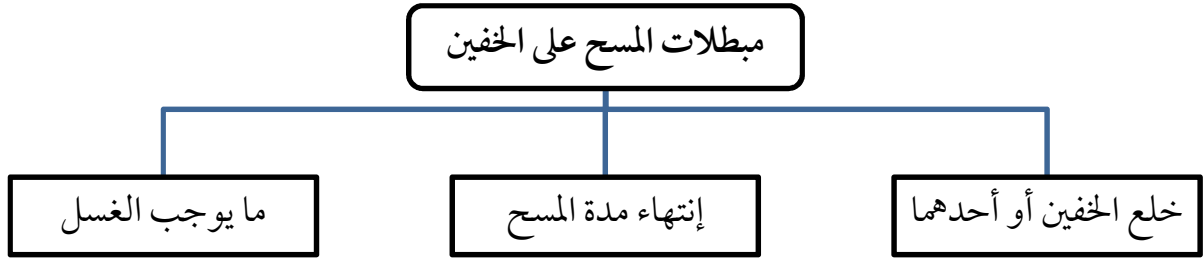 مبطلات المسح على الخفين
خلع الخفين أو أحدهما
إنتهاء مدة المسح
ما يوجب الغسل